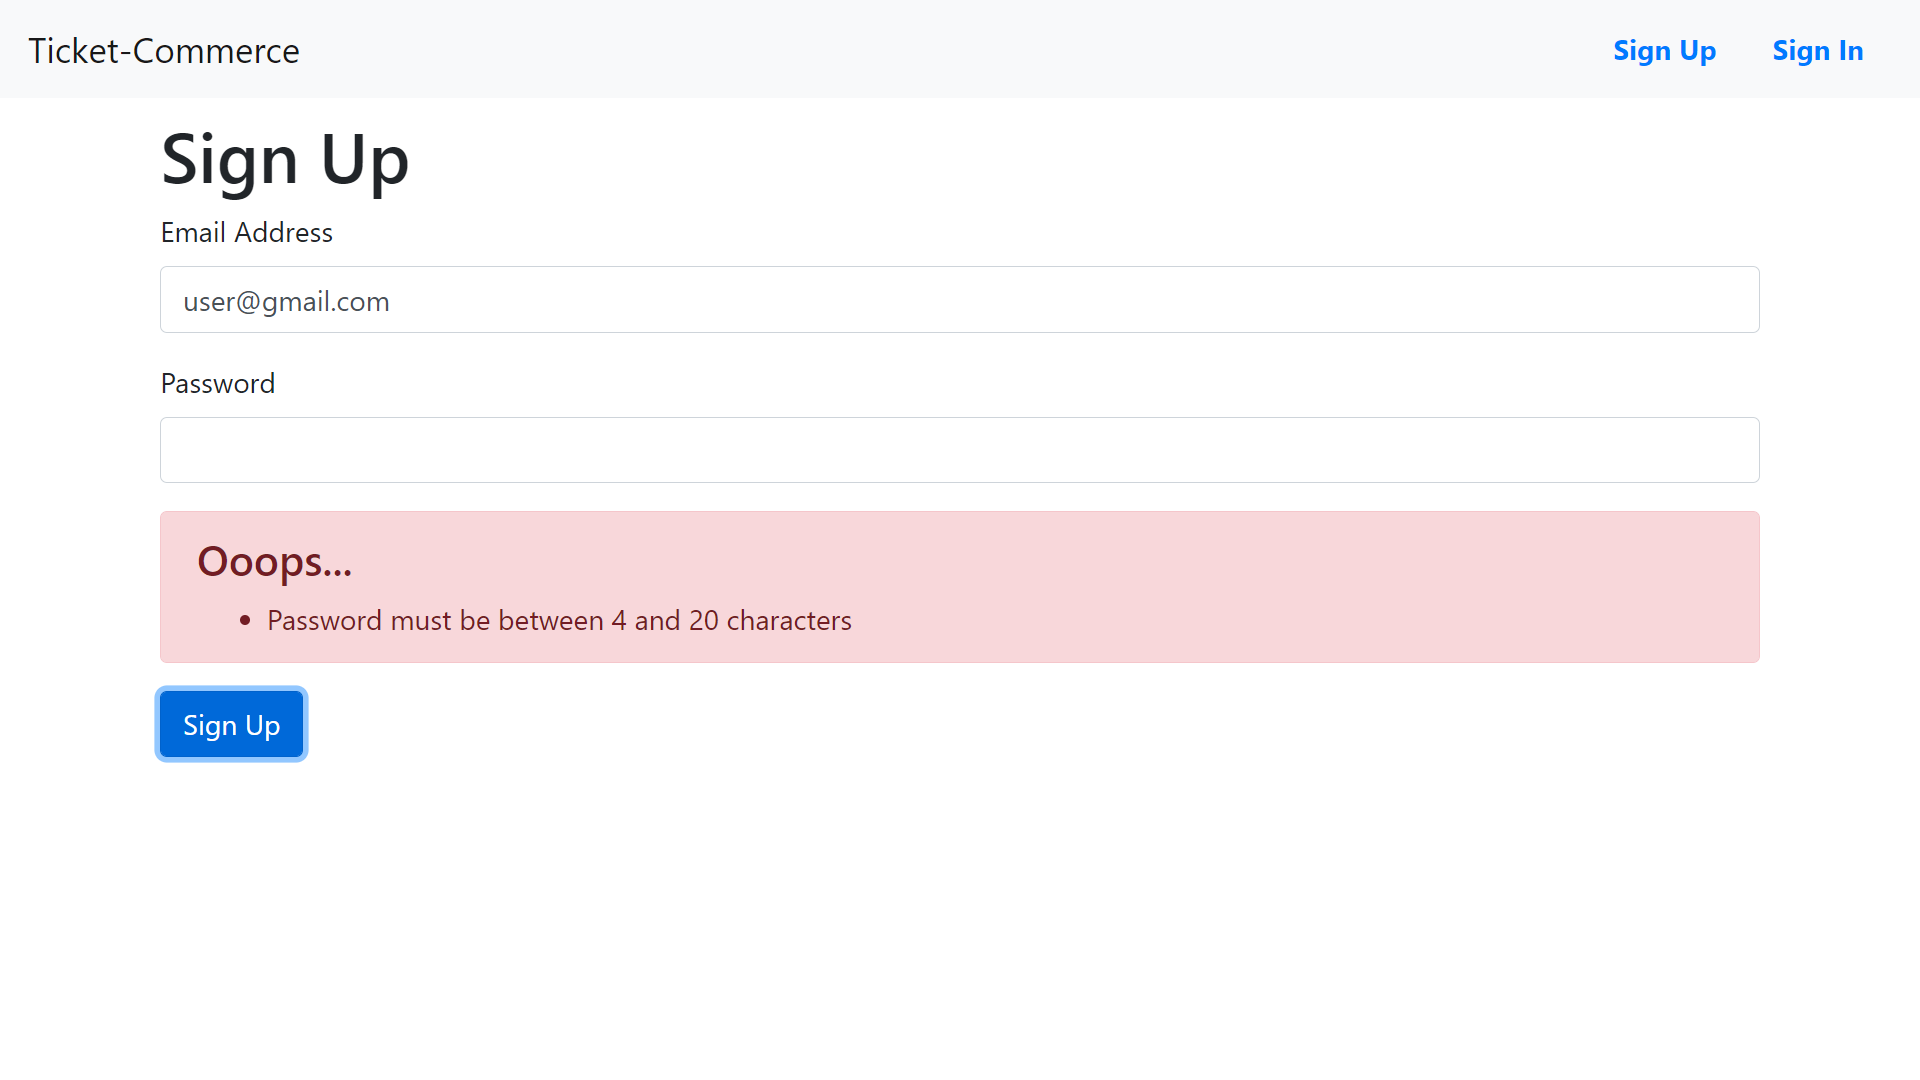 Ticket-Commerce
Sign Up
Sign In
Sign Up
Email Address
user@gmail.com
Password
Ooops...
• Password must be between 4 and 20 characters
Sign Up